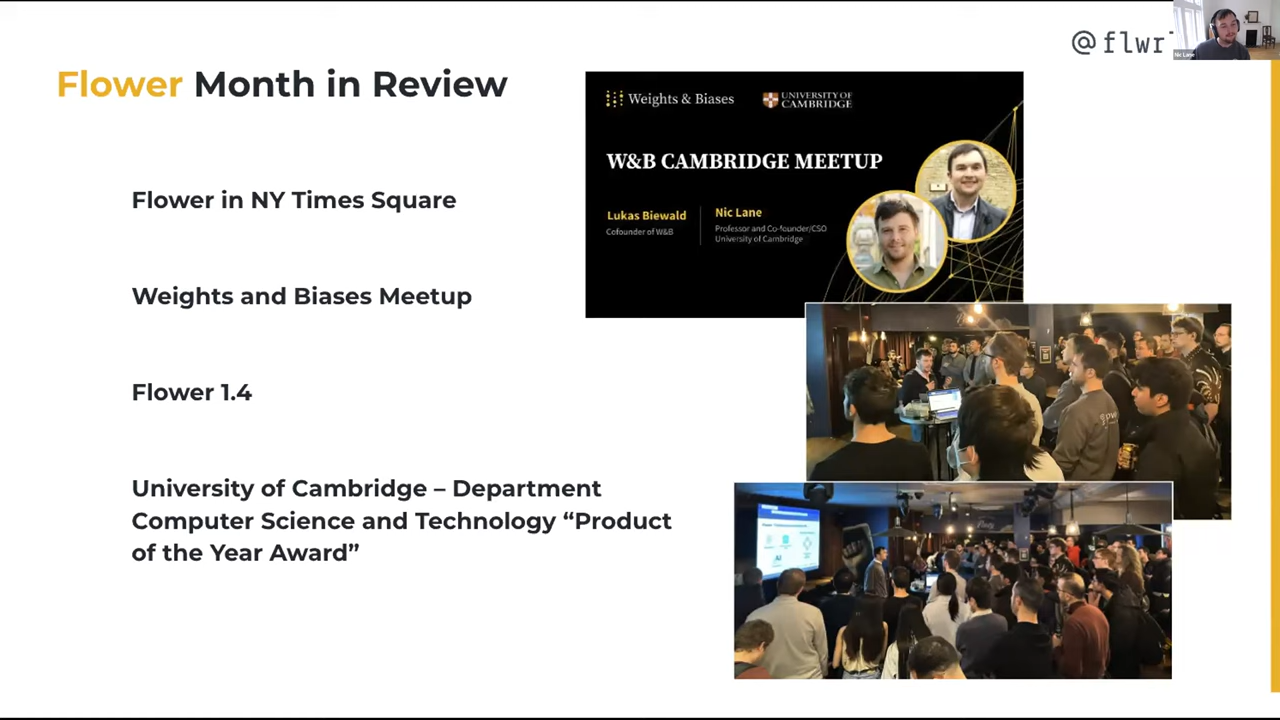 @flwr
Nic Lane
Flower Month in Review
Weights & Biases
UNIVERSITY OF
CAMBRIDGE
W&B CAMBRIDGE MEETUP
Lukas Biewald
Cofounder of W&B
Nic Lane
Professor and Co-founder/CSO
University of Cambridge
Flower in NY Times Square
Weights and Biases Meetup
Flower 1.4
University of Cambridge – Department
Computer Science and Technology “Product
of the Year Award”